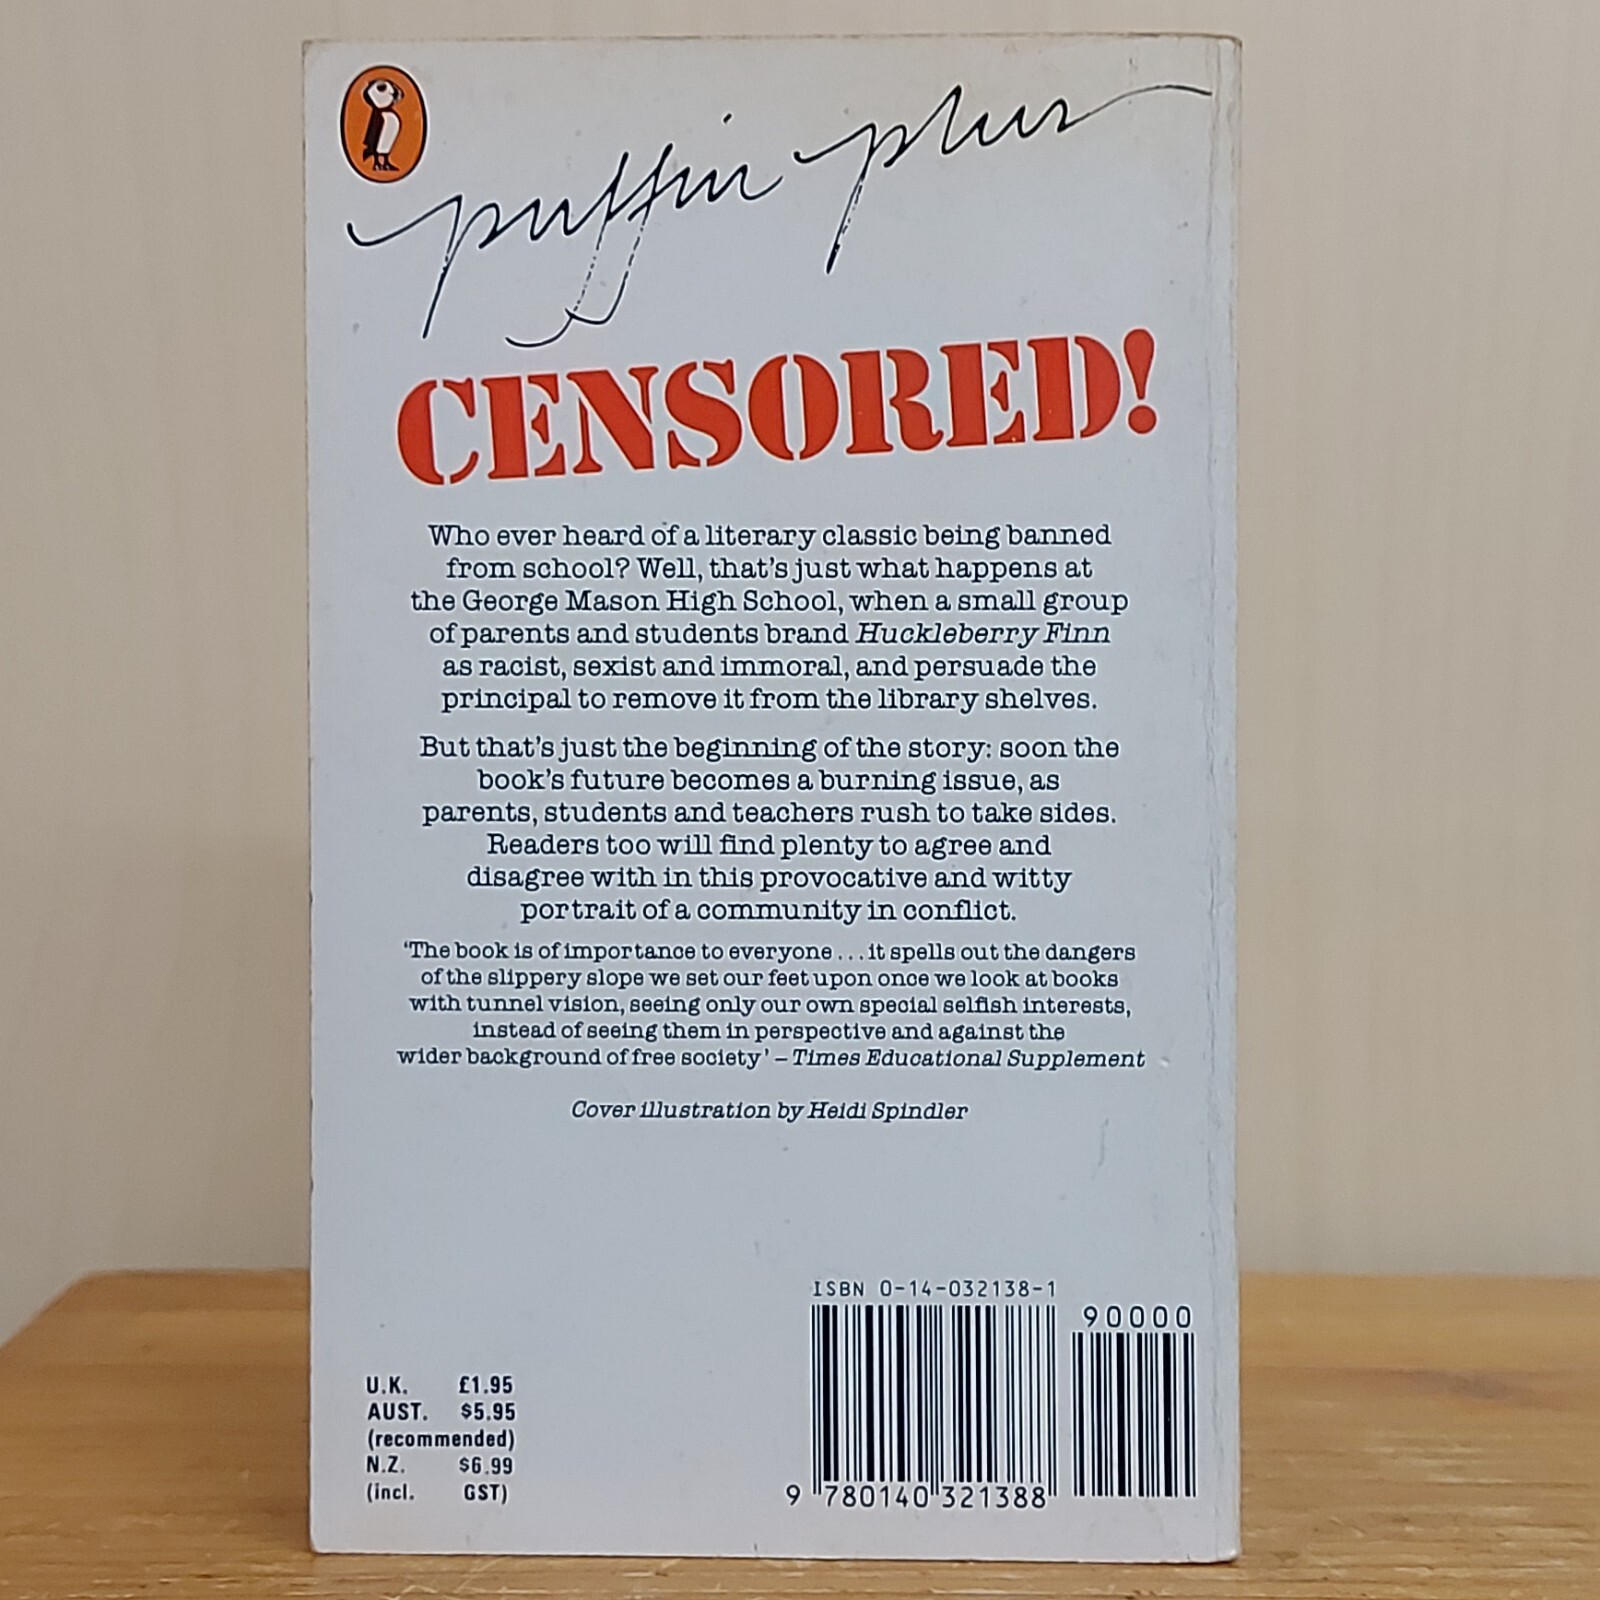 puffin plus
CENSORED!
Who ever heard of a literary classic being banned
from school? Well, that's just what happens at
the George Mason High School, when a small group
of parents and students brand Huckleberry Finn
as racist, sexist and immoral, and persuade the
principal to remove it from the library shelves.
But that's just the beginning of the story: soon the
book's future becomes a burning issue, as
parents, students and teachers rush to take sides.
Readers too will find plenty to agree and
disagree with in this provocative and witty
portrait of a community in conflict.
'The book is of importance to everyone . . . it spells out the dangers
of the slippery slope we set our feet upon once we look at books
with tunnel vision, seeing only our own special selfish interests,
instead of seeing them in perspective and against the
wider background of free society' – Times Educational Supplement
Cover illustration by Heidi Spindler
ISBN 0-14-032138-1
90000
9 780140 321388
U.K. £1.95
AUST. $5.95
(recommended)
N.Z. $6.99
(incl. GST)